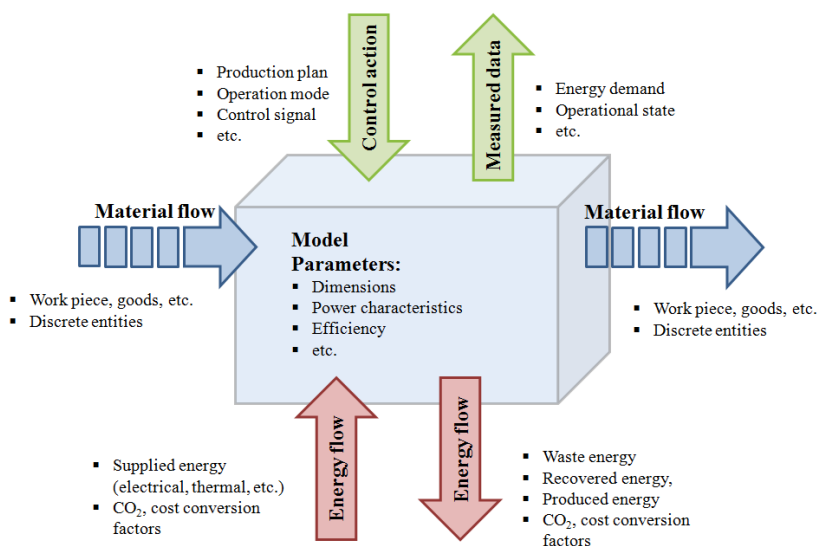 Control action
Measured data
▪ Production plan
▪ Operation mode
▪ Control signal
▪ etc.
▪ Energy demand
▪ Operational state
▪ etc.
Material flow
▪ Work piece, goods, etc.
▪ Discrete entities
Model
Parameters:
▪ Dimensions
▪ Power characteristics
▪ Efficiency
▪ etc.
Material flow
▪ Work piece, goods, etc.
▪ Discrete entities
Energy flow
▪ Supplied energy
(electrical, thermal, etc.)
▪ CO₂, cost conversion
factors
Energy flow
▪ Waste energy
▪ Recovered energy,
▪ Produced energy
▪ CO₂, cost conversion
factors